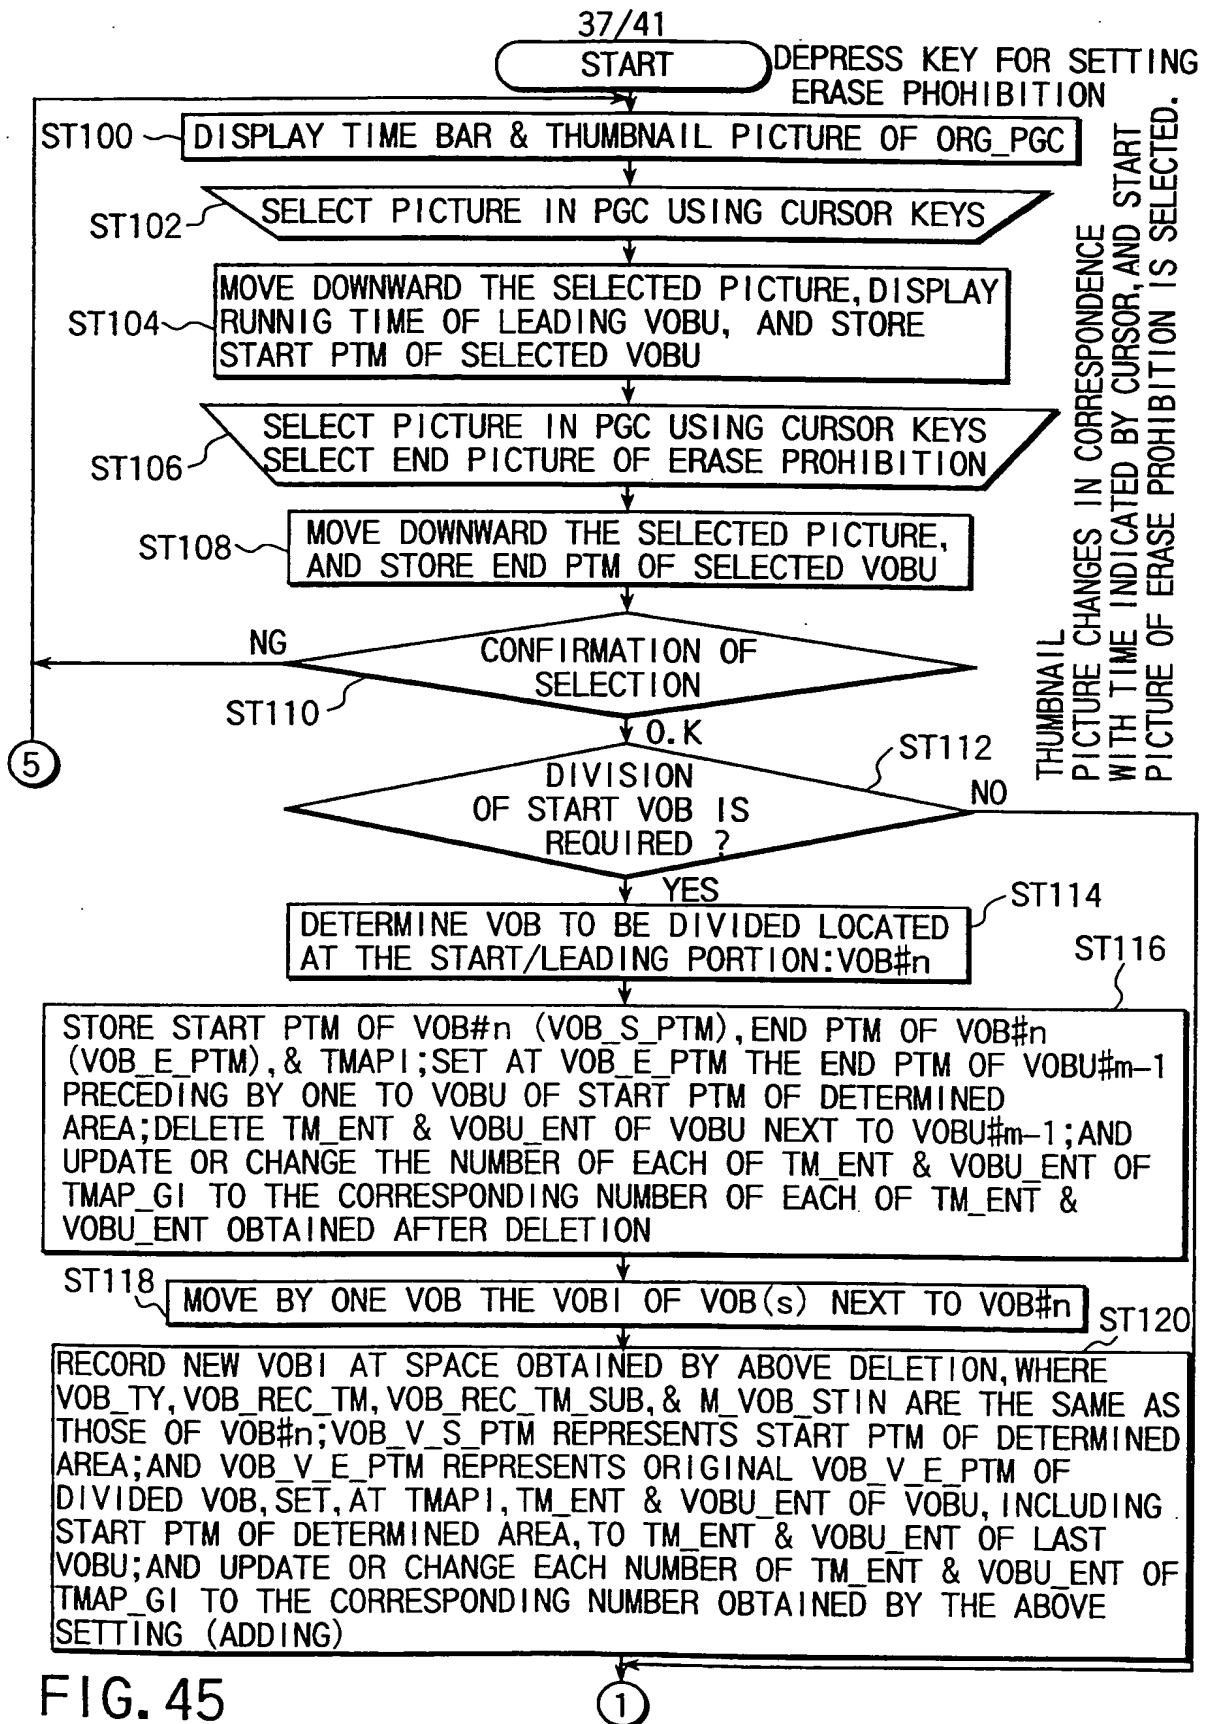 37/41
START
DEPRESS KEY FOR SETTING
ERASE PHOHIBITION
ST100
DISPLAY TIME BAR & THUMBNAIL PICTURE OF ORG_PGC
ST102
SELECT PICTURE IN PGC USING CURSOR KEYS
THUMBNAIL
PICTURE CHANGES IN CORRESPONDENCE
WITH TIME INDICATED BY CURSOR, AND START
PICTURE OF ERASE PROHIBITION IS SELECTED.
ST104
MOVE DOWNWARD THE SELECTED PICTURE, DISPLAY
RUNNIG TIME OF LEADING VOBU, AND STORE
START PTM OF SELECTED VOBU
ST106
SELECT PICTURE IN PGC USING CURSOR KEYS
SELECT END PICTURE OF ERASE PROHIBITION
ST108
MOVE DOWNWARD THE SELECTED PICTURE,
AND STORE END PTM OF SELECTED VOBU
NG
CONFIRMATION OF
SELECTION
ST110
O.K
5
ST112
DIVISION
OF START VOB IS
REQUIRED ?
NO
YES
ST114
DETERMINE VOB TO BE DIVIDED LOCATED
AT THE START/LEADING PORTION:VOB#n
ST116
STORE START PTM OF VOB#n (VOB_S_PTM), END PTM OF VOB#n
(VOB_E_PTM), & TMAPI;SET AT VOB_E_PTM THE END PTM OF VOBU#m-1
PRECEDING BY ONE TO VOBU OF START PTM OF DETERMINED
AREA;DELETE TM_ENT & VOBU_ENT OF VOBU NEXT TO VOBU#m-1;AND
UPDATE OR CHANGE THE NUMBER OF EACH OF TM_ENT & VOBU_ENT OF
TMAP_GI TO THE CORRESPONDING NUMBER OF EACH OF TM_ENT &
VOBU_ENT OBTAINED AFTER DELETION
ST118
MOVE BY ONE VOB THE VOBI OF VOB(s) NEXT TO VOB#n
ST120
RECORD NEW VOBI AT SPACE OBTAINED BY ABOVE DELETION, WHERE
VOB_TY, VOB_REC_TM, VOB_REC_TM_SUB, & M_VOB_STIN ARE THE SAME AS
THOSE OF VOB#n;VOB_V_S_PTM REPRESENTS START PTM OF DETERMINED
AREA;AND VOB_V_E_PTM REPRESENTS ORIGINAL VOB_V_E_PTM OF
DIVIDED VOB, SET, AT TMAPI, TM_ENT & VOBU_ENT OF VOBU, INCLUDING
START PTM OF DETERMINED AREA, TO TM_ENT & VOBU_ENT OF LAST
VOBU;AND UPDATE OR CHANGE EACH NUMBER OF TM_ENT & VOBU_ENT OF
TMAP_GI TO THE CORRESPONDING NUMBER OBTAINED BY THE ABOVE
SETTING (ADDING)
FIG. 45
1